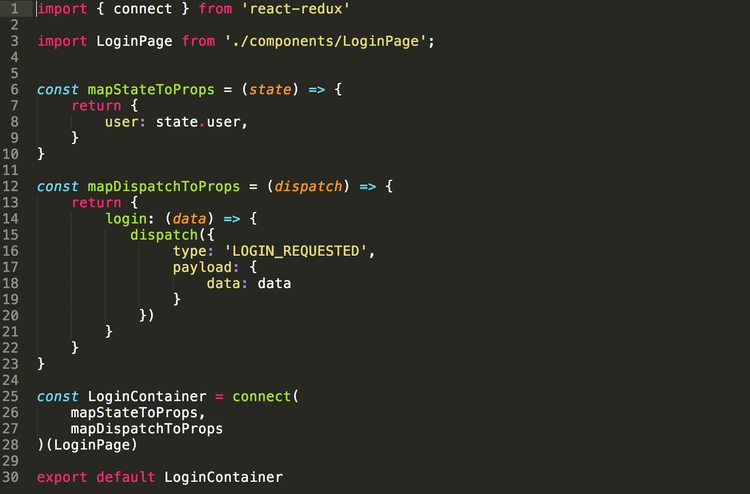 1 import { connect } from 'react-redux'
2
3 import LoginPage from './components/LoginPage';
4
5
6 const mapStateToProps = (state) => {
7     return {
8         user: state.user,
9     }
10 }
11
12 const mapDispatchToProps = (dispatch) => {
13     return {
14         login: (data) => {
15            dispatch({
16                 type: 'LOGIN_REQUESTED',
17                 payload: {
18                     data: data
19                 }
20             })
21         }
22     }
23 }
24
25 const LoginContainer = connect(
26     mapStateToProps,
27     mapDispatchToProps
28 )(LoginPage)
29
30 export default LoginContainer